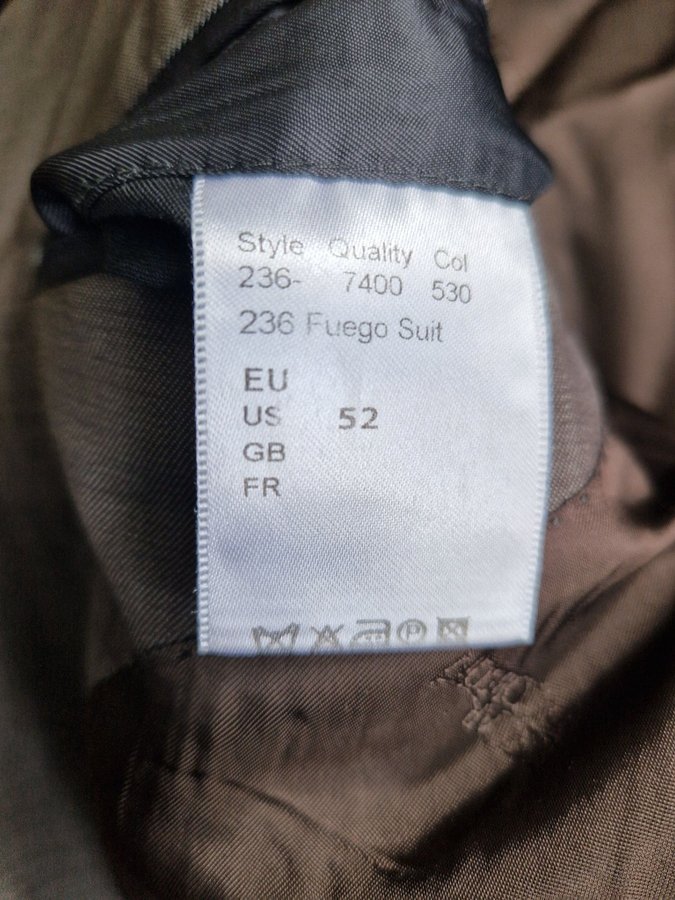 Style Quality Col
236- 7400 530
236 Fuego Suit
EU
US 52
GB
FR
P